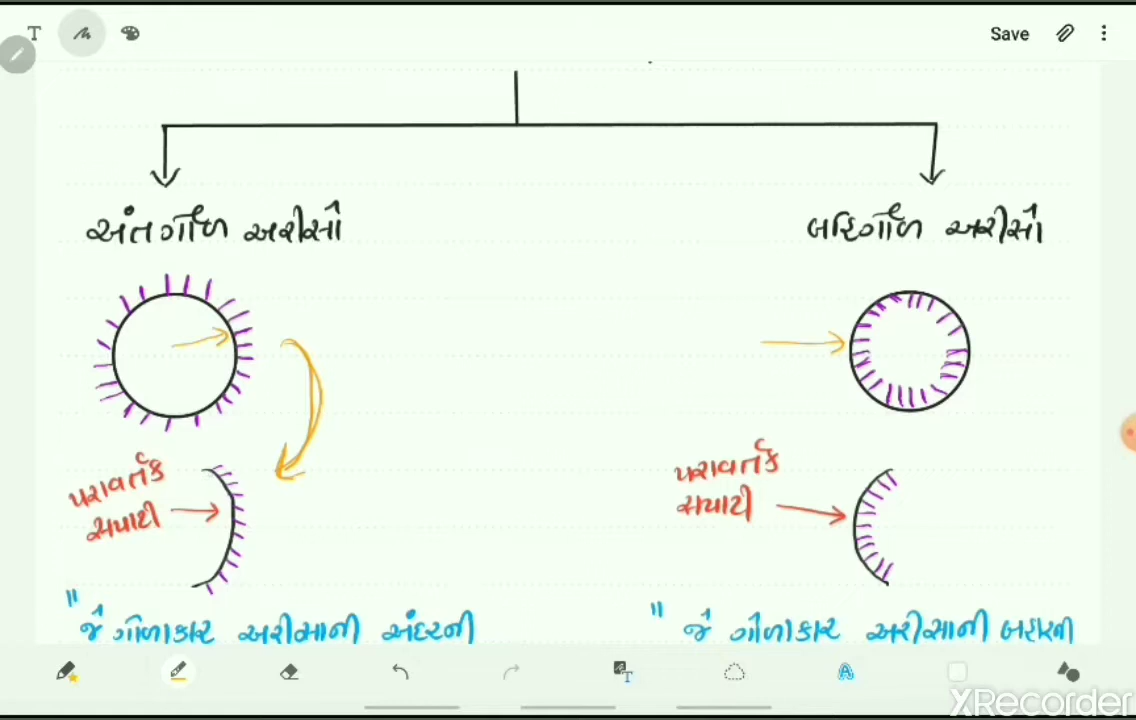 T
Save
અંતર્ગોળ અરીસો
બહિર્ગોળ અરીસો
પરાવર્તક
સપાટી
પરાવર્તક
સપાટી
"જે ગોળાકાર અરીસાની અંદરની
"જે ગોળાકાર અરીસાની બહારની
XRecorder